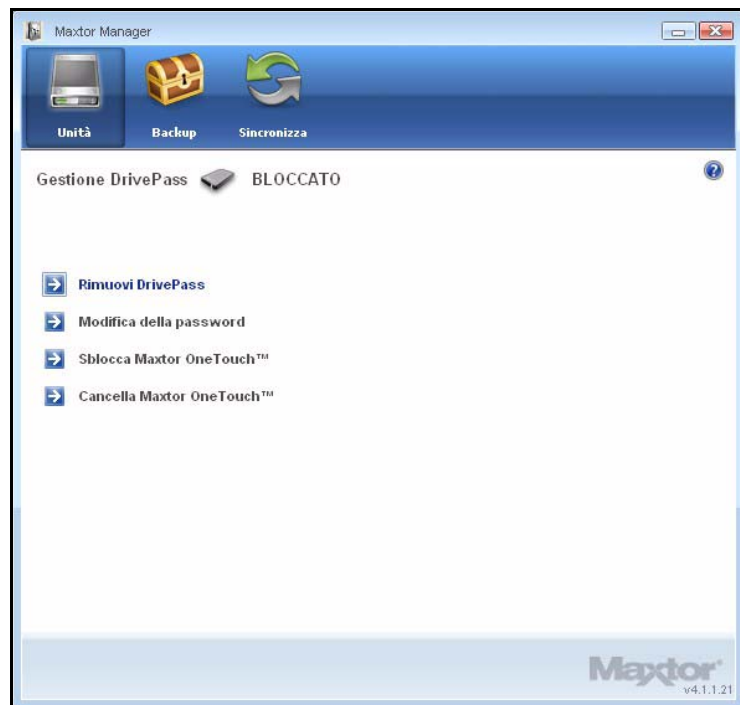 Maxtor Manager
Unità Backup Sincronizza
Gestione DrivePass BLOCCATO
Rimuovi DrivePass
Modifica della password
Sblocca Maxtor OneTouch™
Cancella Maxtor OneTouch™
Maxtor
v4.1.1.21